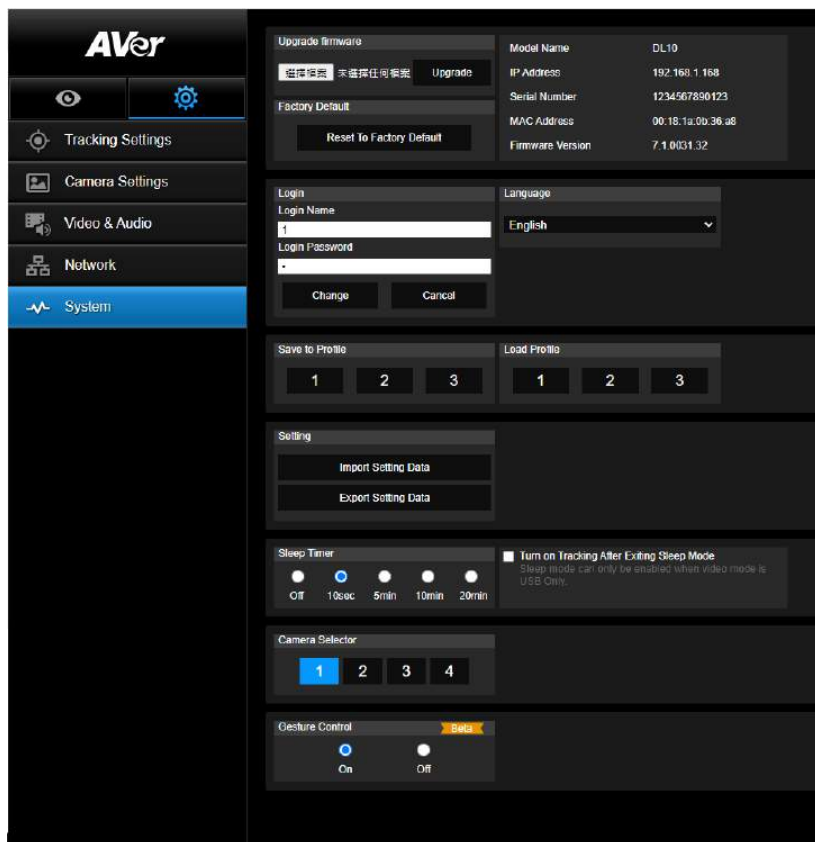 AVer
Tracking Settings
Camera Settings
Video & Audio
Network
System
Upgrade firmware
選擇檔案 未選擇任何檔案 Upgrade
Factory Default
Reset To Factory Default
Model Name DL10
IP Address 192.168.1.168
Serial Number 1234567890123
MAC Address 00:18:1a:0b:36:a8
Firmware Version 7.1.0031.32
Login
Login Name
1
Login Password
•
Change Cancel
Language
English
Save to Profile
1 2 3
Load Profile
1 2 3
Setting
Import Setting Data
Export Setting Data
Sleep Timer
Off 10sec 5min 10min 20min
Turn on Tracking After Exiting Sleep Mode
Sleep mode can only be enabled when video mode is
USB Only.
Camera Selector
1 2 3 4
Gesture Control Beta
On Off